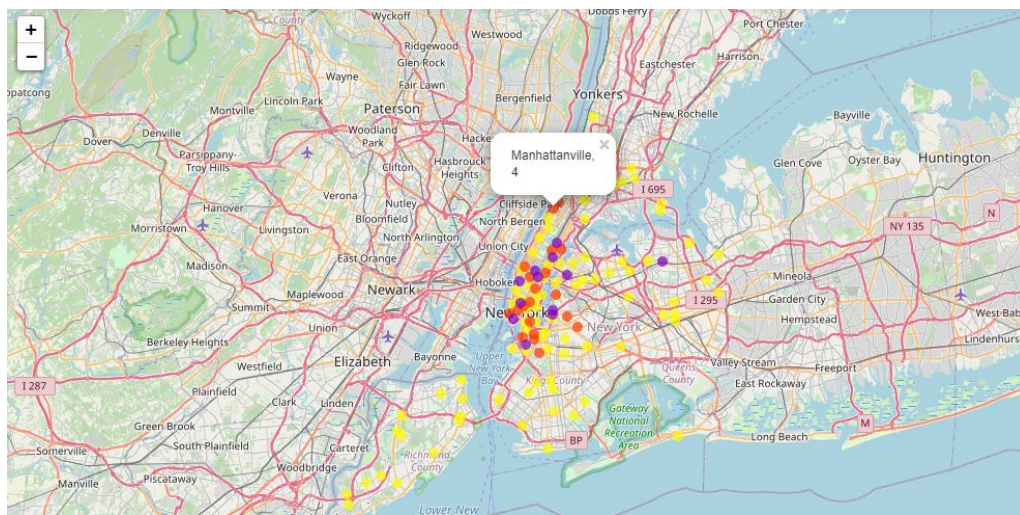 +
−
Wyckoff
Dobbs Ferry
Port Chester
County
Ridgewood
Westwood
Glen Rock
Eastchester
Harrison
Wayne
Fair Lawn
Yonkers
Lincoln Park
Paterson
Bergenfield
New Rochelle
Montville
Woodland Park
Bayville
Denville
Dover
Parsippany-
Troy Hills
Clifton
Hasbrouck
Heights
Manhattanville,
4
×
Glen Cove
Oyster Bay
Huntington
Verona
Nutley
I 695
Hanover
Bloomfield
Cliffside
N
Morristown
Livingston
North Arlington
North Bergen
NY 135
East Orange
Union City
Madison
Mineola
Newark
Hoboken
Summit
Maplewood
I 295
Garden City
Union
New York
New York
Hempstead
West Bab
Berkeley Heights
Lindenhurst
Elizabeth
Bayonne
Upper
New York
Bay
Kings County
Queens
County
Valley Stream
Freeport
I 287
Westfield
East Rockaway
Plainfield
Clark
Linden
Gateway
National
Recreation
Area
Green Brook
M
Carteret
BP
Long Beach
South Plainfield
Somerville
Richmond
County
Woodbridge
Piscataway
Manville
Lower New